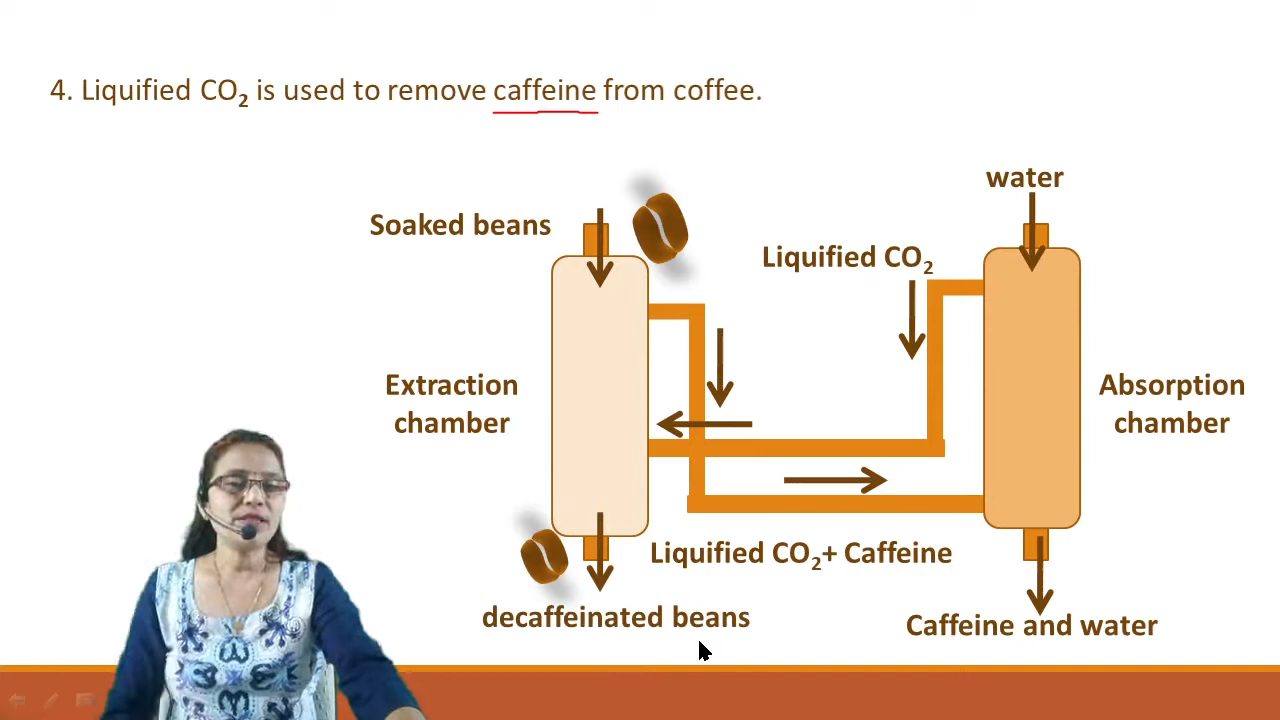 4. Liquified CO₂ is used to remove caffeine from coffee.
water
Soaked beans
Liquified CO₂
Extraction
chamber
Absorption
chamber
Liquified CO₂+ Caffeine
decaffeinated beans
Caffeine and water